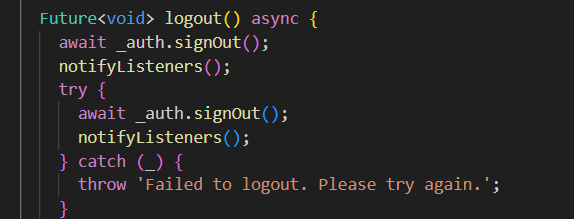 Future<void> logout() async {
await _auth.signOut();
notifyListeners();
try {
await _auth.signOut();
notifyListeners();
} catch (_) {
throw 'Failed to logout. Please try again.';
}